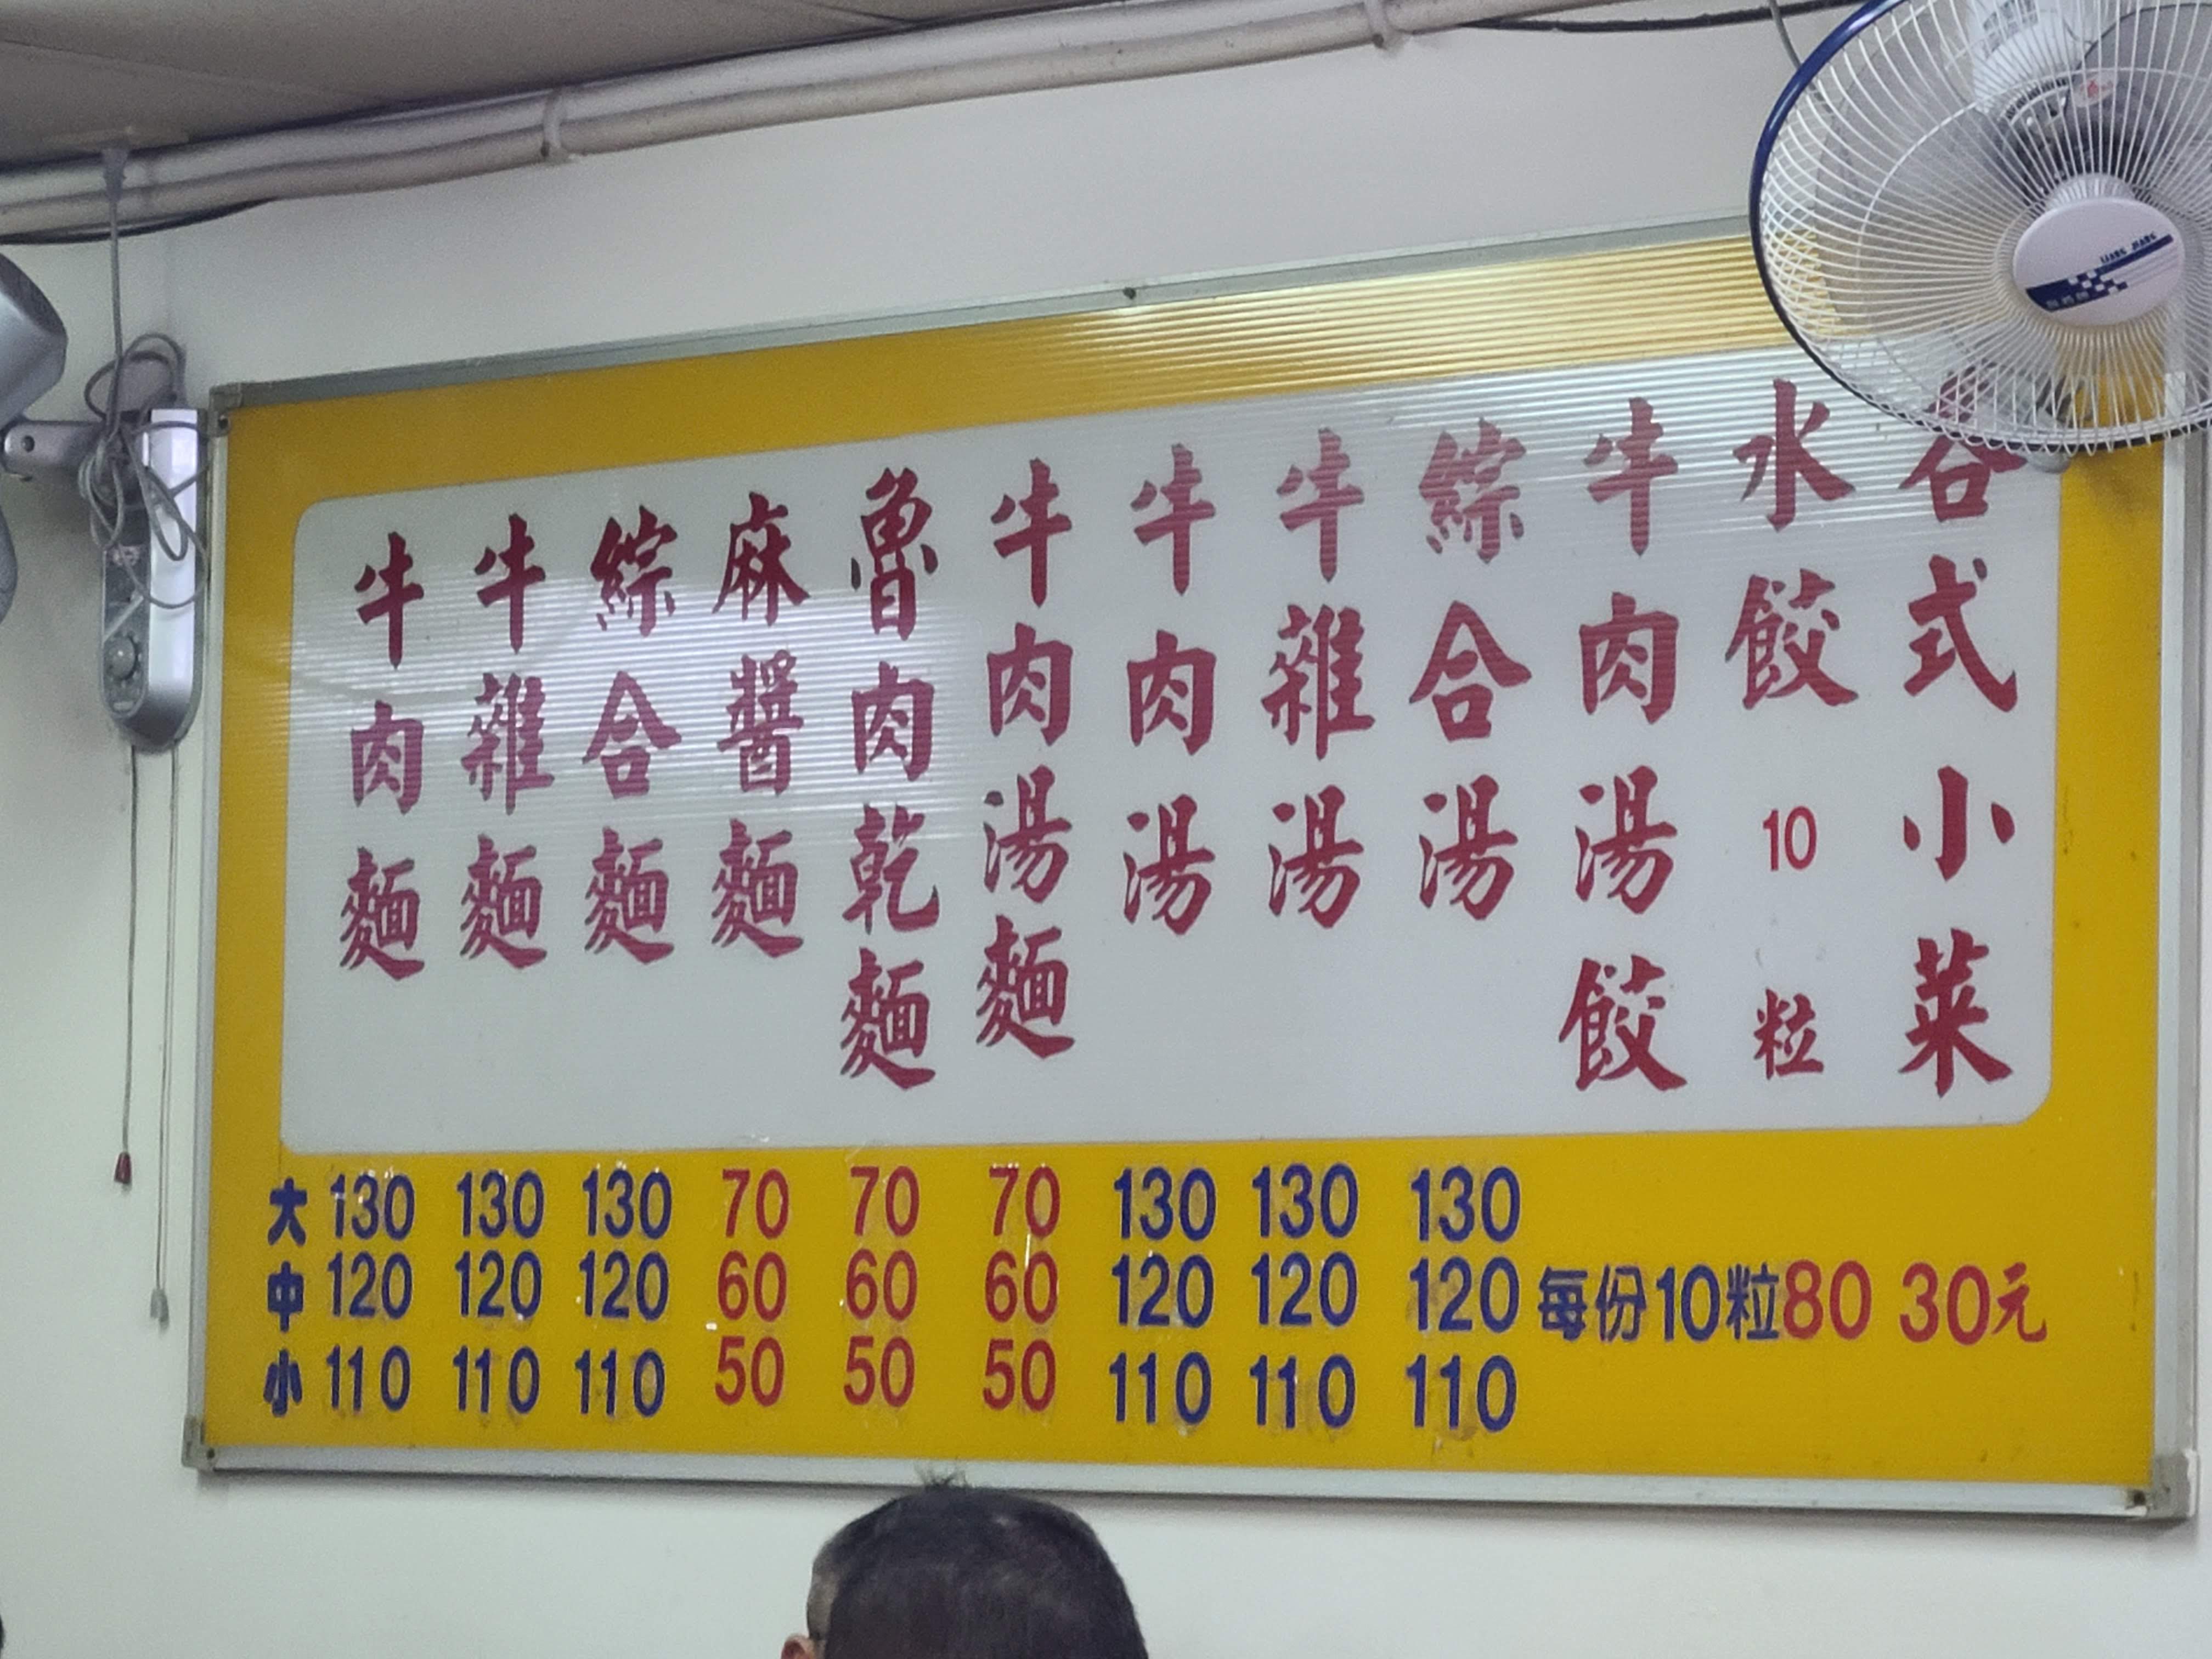 牛肉麵
牛雜麵
綜合麵
麻醬麵
魯肉乾麵
牛肉湯麵
牛肉湯
牛雜湯
綜合湯
牛肉湯餃
水餃10粒
各式小菜
大 130 130 130 70 70 70 130 130 130
中 120 120 120 60 60 60 120 120 120 每份10粒80 30元
小 110 110 110 50 50 50 110 110 110